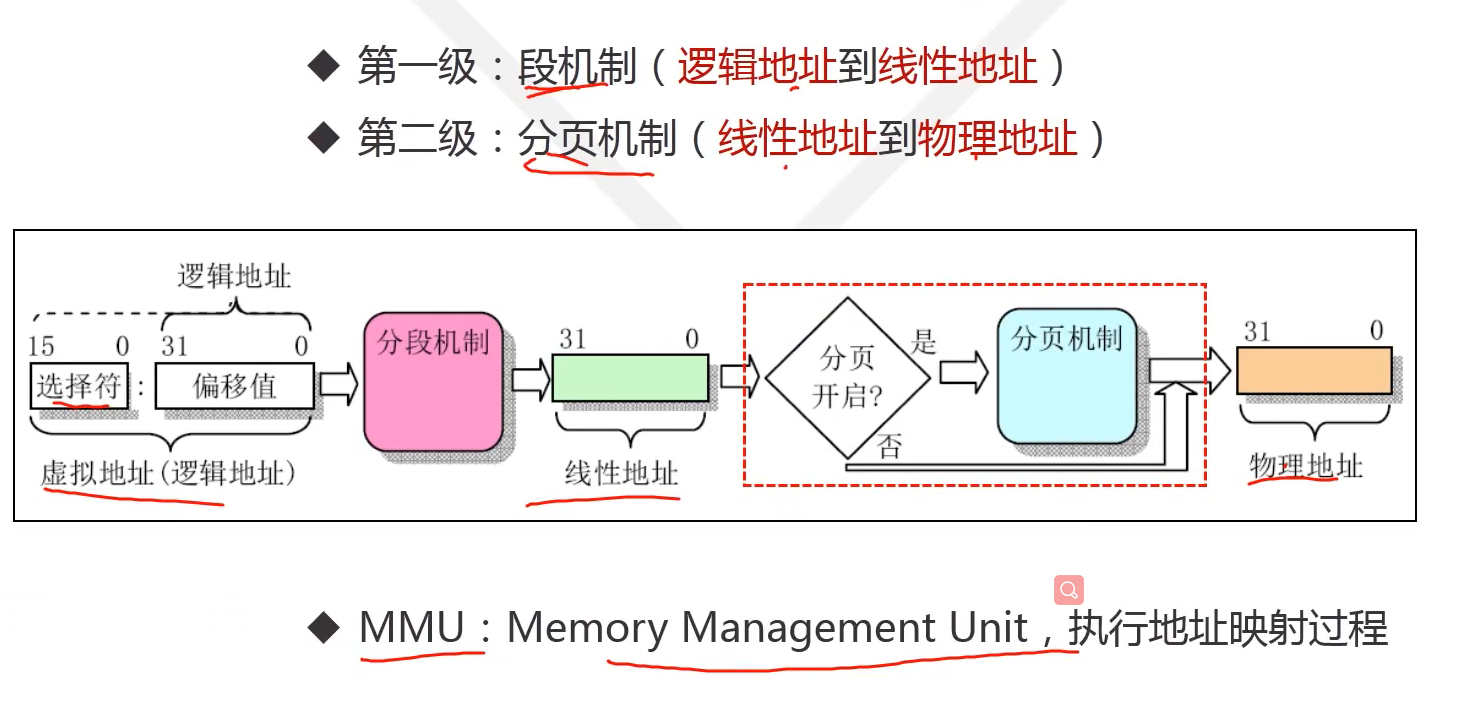 ◆ 第一级：段机制（逻辑地址到线性地址）
◆ 第二级：分页机制（线性地址到物理地址）
逻辑地址
15 0 31 0
选择符 : 偏移值
虚拟地址(逻辑地址)
分段机制
31 0
线性地址
分页
开启?
是
否
分页机制
31 0
物理地址
◆ MMU：Memory Management Unit，执行地址映射过程